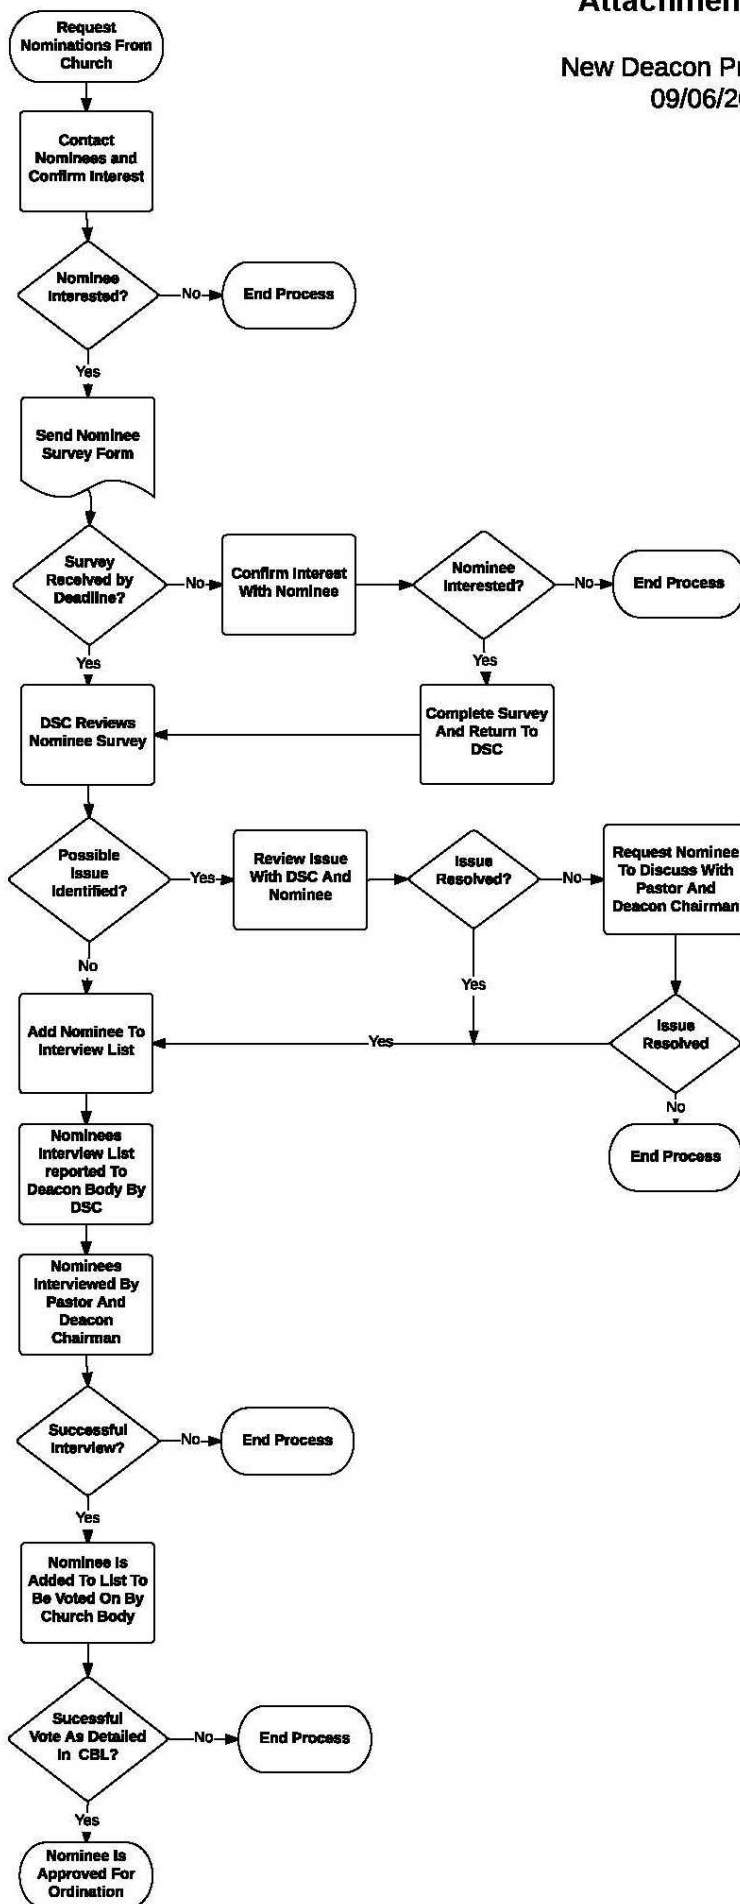 Attachmen
New Deacon Pr
09/06/20
Request
Nominations From
Church
Contact
Nominees and
Confirm Interest
Nominee
Interested?
No
End Process
Yes
Send Nominee
Survey Form
Survey
Received by
Deadline?
No
Confirm Interest
With Nominee
Nominee
Interested?
No
End Process
Yes
Yes
DSC Reviews
Nominee Survey
Complete Survey
And Return To
DSC
Possible
Issue
Identified?
Yes
Review Issue
With DSC And
Nominee
Issue
Resolved?
No
Request Nominee
To Discuss With
Pastor And
Deacon Chairman
No
Yes
Add Nominee To
Interview List
Yes
Issue
Resolved
No
End Process
Nominees
Interview List
reported To
Deacon Body By
DSC
Nominees
Interviewed By
Pastor And
Deacon
Chairman
Successful
Interview?
No
End Process
Yes
Nominee Is
Added To List To
Be Voted On By
Church Body
Sucessful
Vote As Detailed
In CBL?
No
End Process
Yes
Nominee Is
Approved For
Ordination